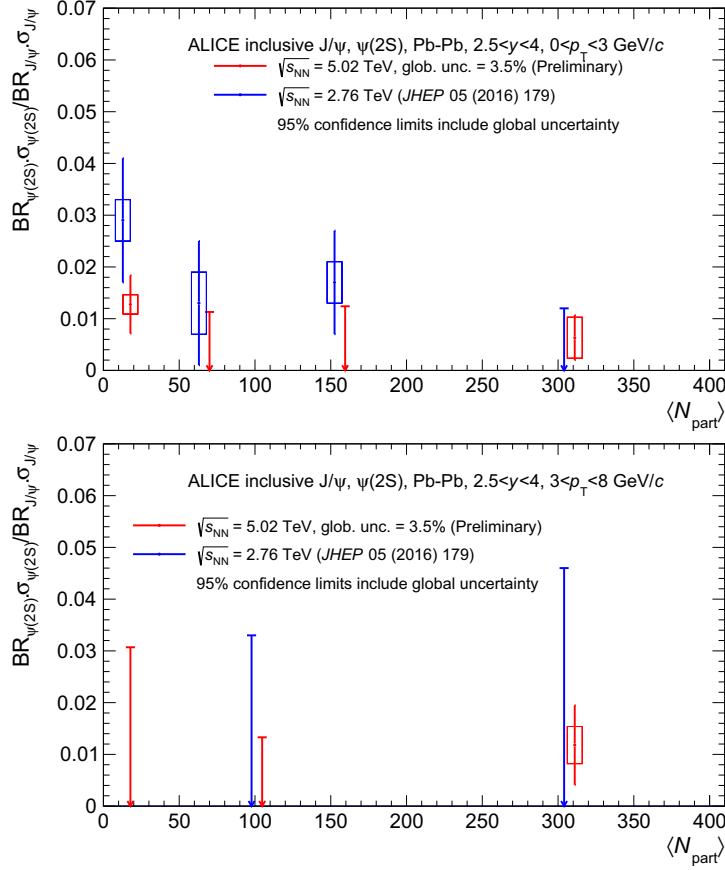 0.07
0.06
0.05
0.04
0.03
0.02
0.01
0
BRψ(2S).σψ(2S)/BRJ/ψ.σJ/ψ
ALICE inclusive J/ψ, ψ(2S), Pb-Pb, 2.5<y<4, 0<pT<3 GeV/c
√sNN = 5.02 TeV, glob. unc. = 3.5% (Preliminary)
√sNN = 2.76 TeV (JHEP 05 (2016) 179)
95% confidence limits include global uncertainty
0 50 100 150 200 250 300 350 400
⟨Npart⟩
0.07
0.06
0.05
0.04
0.03
0.02
0.01
0
BRψ(2S).σψ(2S)/BRJ/ψ.σJ/ψ
ALICE inclusive J/ψ, ψ(2S), Pb-Pb, 2.5<y<4, 3<pT<8 GeV/c
√sNN = 5.02 TeV, glob. unc. = 3.5% (Preliminary)
√sNN = 2.76 TeV (JHEP 05 (2016) 179)
95% confidence limits include global uncertainty
0 50 100 150 200 250 300 350 400
⟨Npart⟩